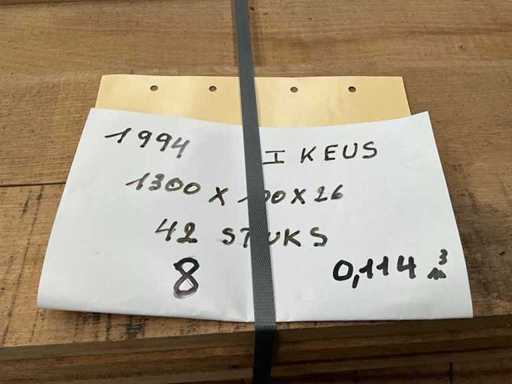 1994 I KEUS
1300 X X 26
42 STUKS
8 0,114 m³